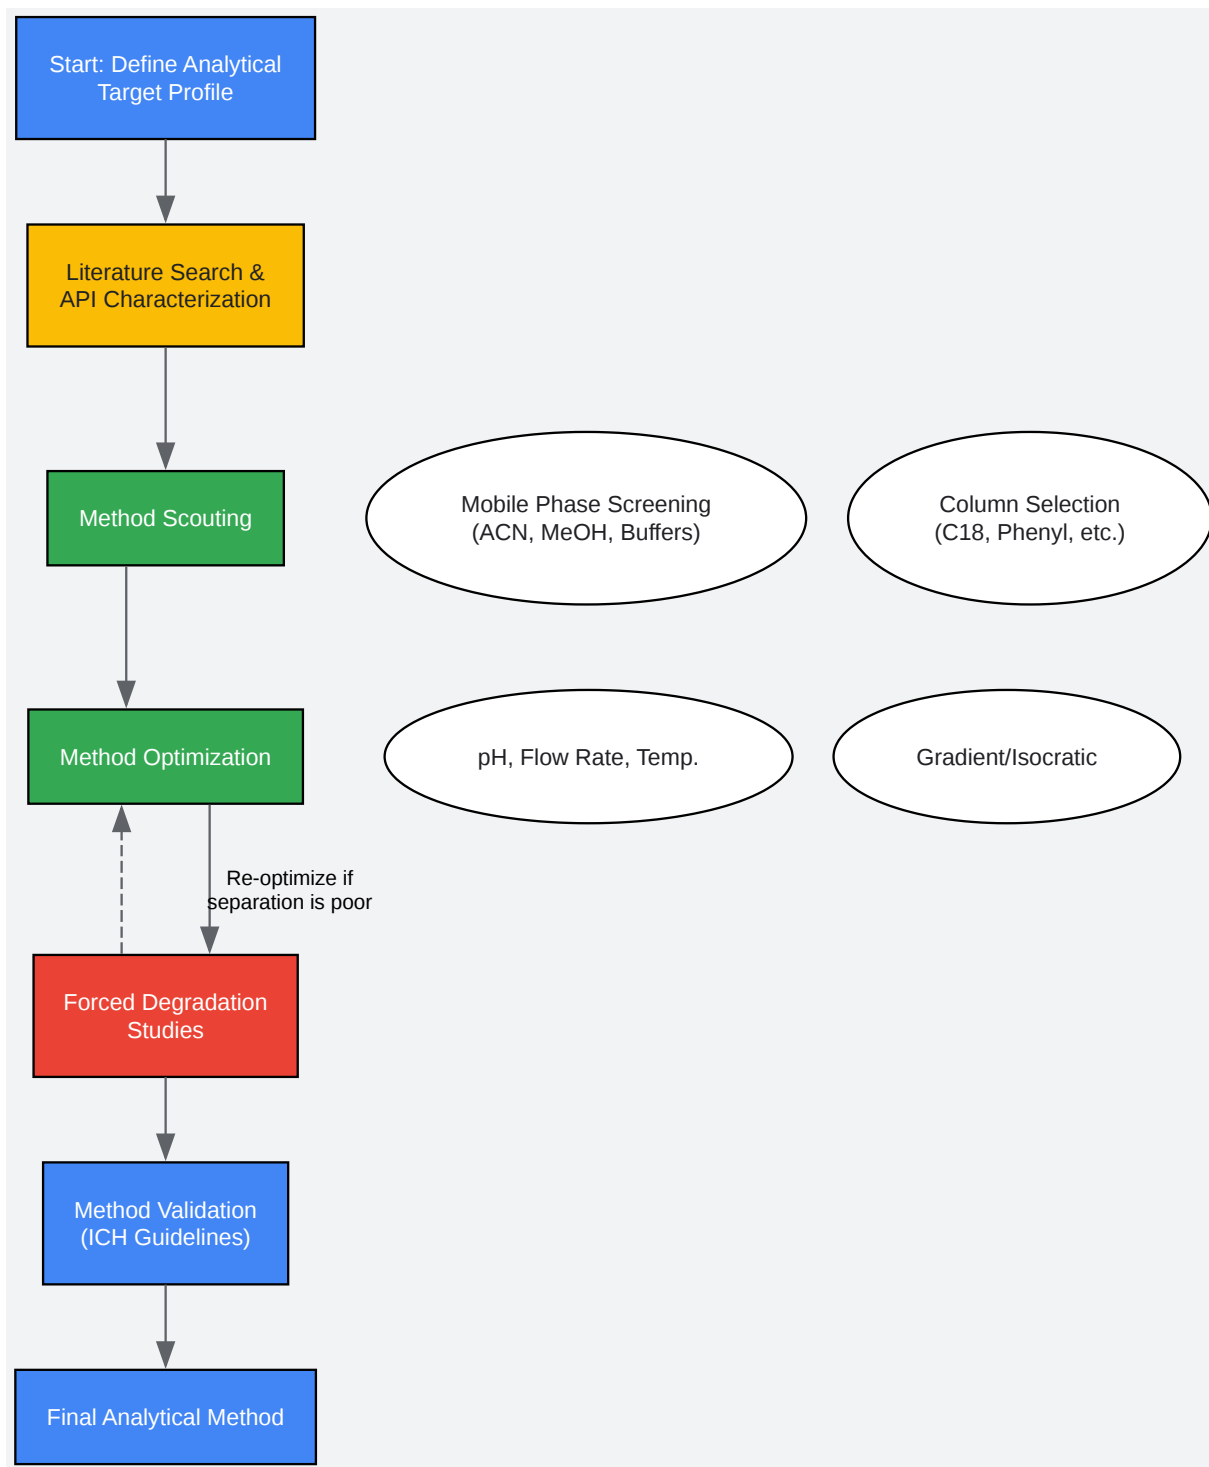 Start: Define Analytical
Target Profile
Literature Search &
API Characterization
Method Scouting
Mobile Phase Screening
(ACN, MeOH, Buffers)
Column Selection
(C18, Phenyl, etc.)
Method Optimization
pH, Flow Rate, Temp.
Gradient/Isocratic
Re-optimize if
separation is poor
Forced Degradation
Studies
Method Validation
(ICH Guidelines)
Final Analytical Method